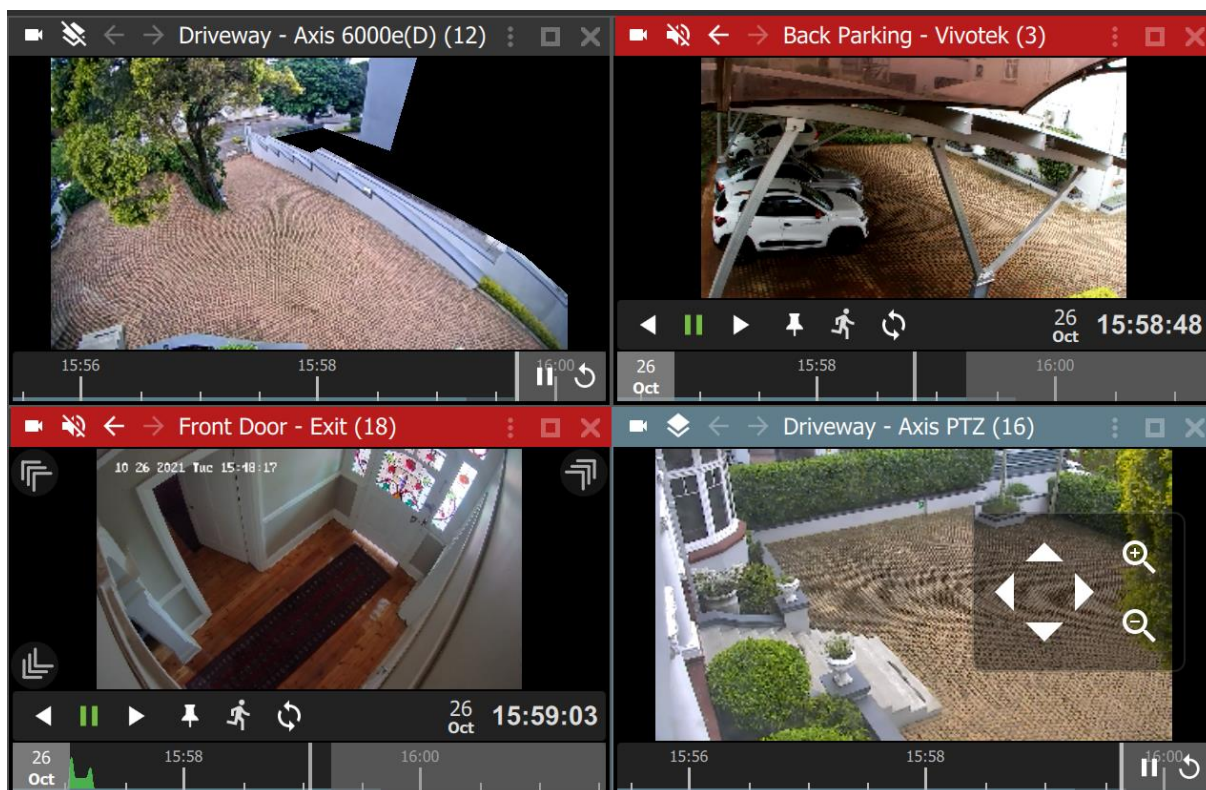 Driveway - Axis 6000e(D) (12)
15:56
15:58
16:00
Back Parking - Vivotek (3)
26
Oct
15:58:48
26
Oct
15:58
16:00
Front Door - Exit (18)
10 26 2021 Tue 15:48:17
26
Oct
15:59:03
26
Oct
15:58
16:00
Driveway - Axis PTZ (16)
15:56
15:58
16:00